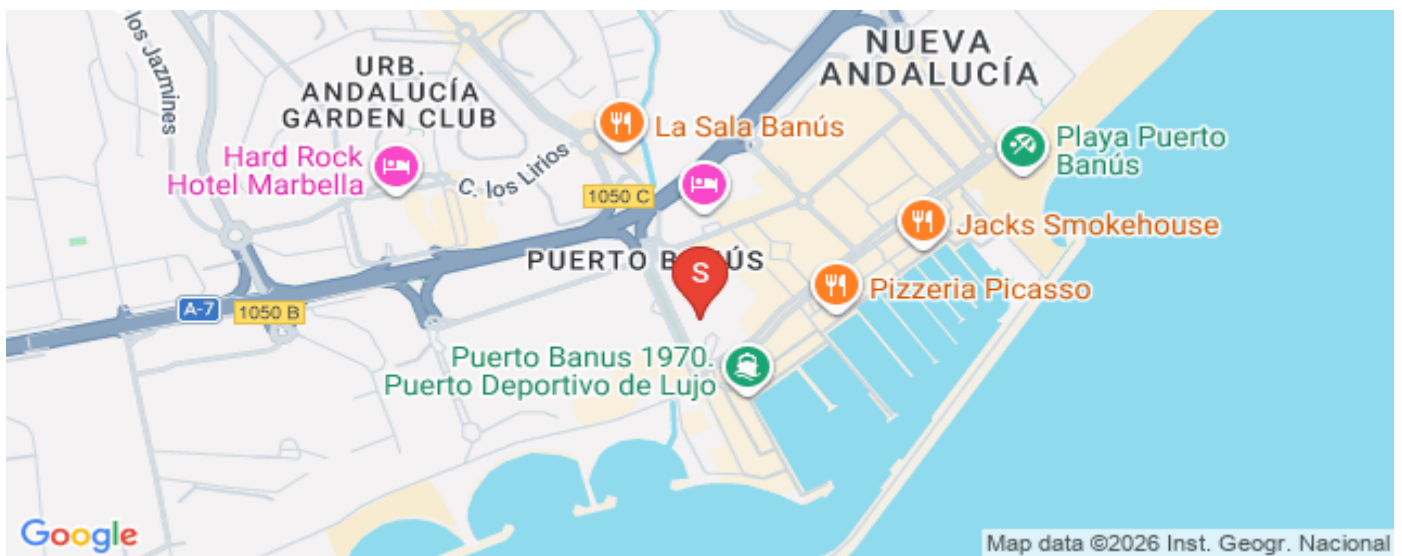 los Jazmines
URB.
ANDALUCÍA
GARDEN CLUB
NUEVA
ANDALUCÍA
La Sala Banús
Playa Puerto
Banús
Hard Rock
Hotel Marbella
C. los Lirios
1050 C
Jacks Smokehouse
PUERTO B ÚS
S
Pizzeria Picasso
A-7
1050 B
Puerto Banus 1970.
Puerto Deportivo de Lujo
Google
Map data ©2026 Inst. Geogr. Nacional